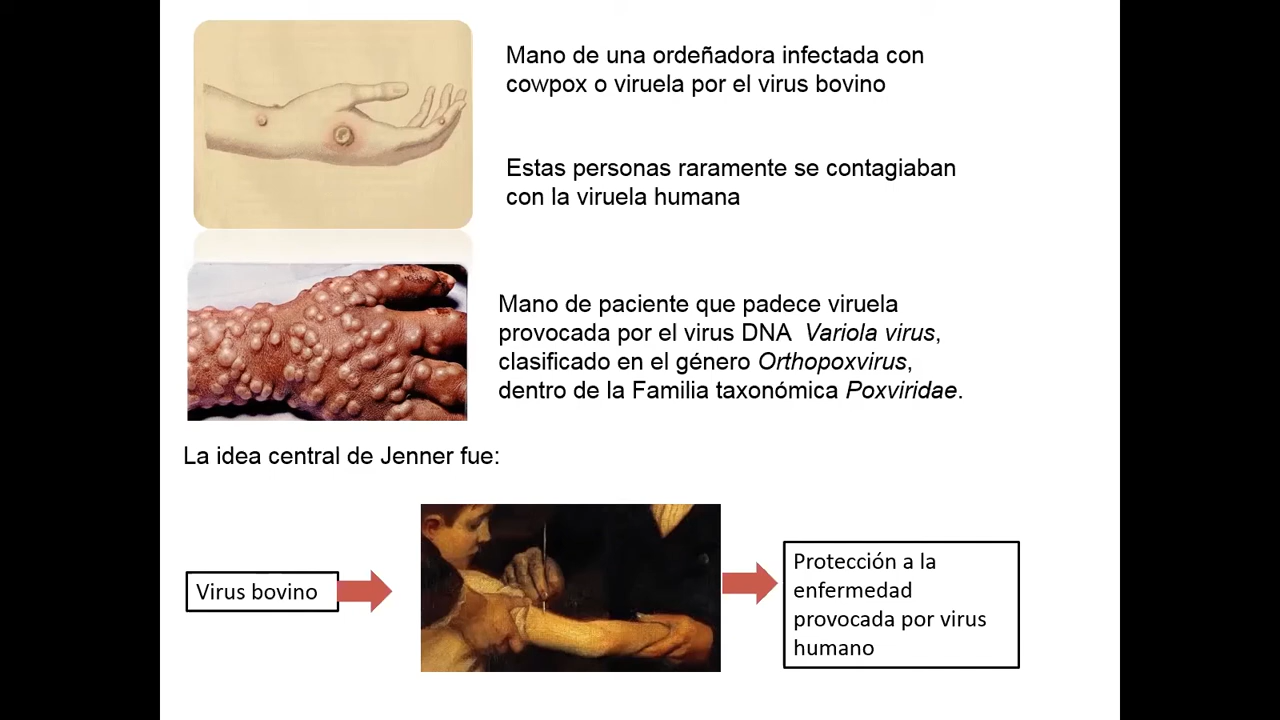 Mano de una ordeñadora infectada con
cowpox o viruela por el virus bovino
Estas personas raramente se contagiaban
con la viruela humana
Mano de paciente que padece viruela
provocada por el virus DNA Variola virus,
clasificado en el género Orthopoxvirus,
dentro de la Familia taxonómica Poxviridae.
La idea central de Jenner fue:
Virus bovino
Protección a la
enfermedad
provocada por virus
humano